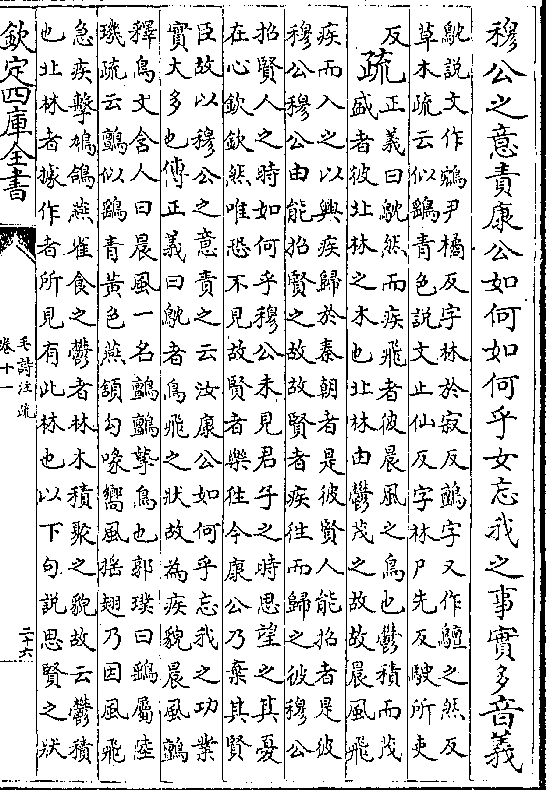 穆公之意責康公如何如何乎女忘我之事實多音義
鴥說文作鴪尹橘反字林於寂反鸇字又作驙之然反
草木疏云似鷂青色說文止仙反字林尸先反駛所吏
反
疏
正義曰鴥然而疾飛者彼晨風之鳥也鬱積而茂
盛者彼北林之木也北林由鬱茂之故故晨風飛
疾而入之以興疾歸於秦朝者是彼賢人能招者是彼
穆公穆公由能招賢之故故賢者疾往而歸之彼穆公
招賢人之時如何乎穆公未見君子之時思望之其憂
在心欽欽然唯恐不見故賢者樂往今康公乃棄其賢
臣故以穆公之意責之云汝康公如何乎忘我之功業
實大多也傳正義曰鴥者鳥飛之狀故為疾貌晨風鸇
釋鳥文舍人曰晨風一名鸇鸇摯鳥也郭璞曰鷂屬陸
璣疏云鸇似鷂青黃色燕頷勾喙嚮風搖翅乃因風飛
急疾擊鳩鴿燕雀食之鬱者林木積聚之貌故云鬱積
也北林者據作者所見有此林也以下句說思賢之狀
欽定四庫全書
毛詩注疏
卷十一
二十六